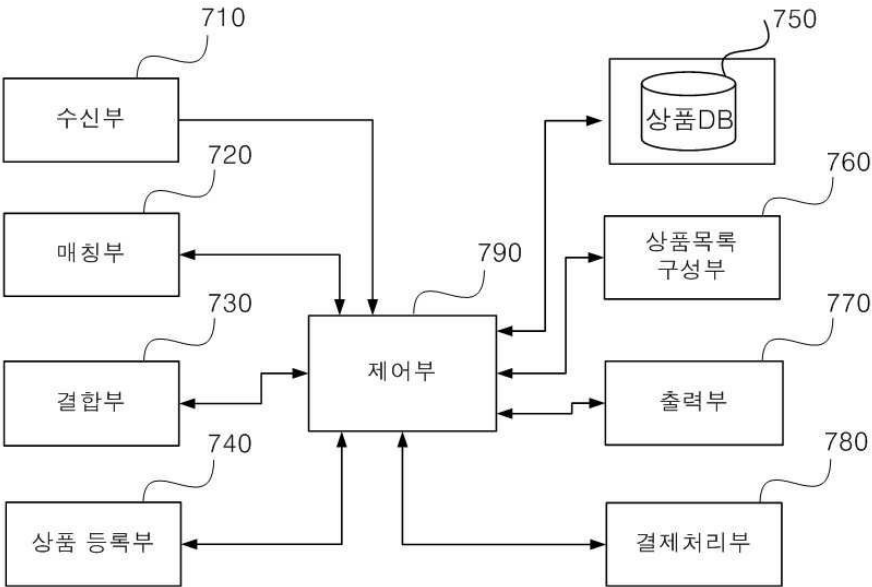 710
수신부
720
매칭부
730
결합부
740
상품 등록부
790
제어부
750
상품DB
760
상품목록
구성부
770
출력부
780
결제처리부